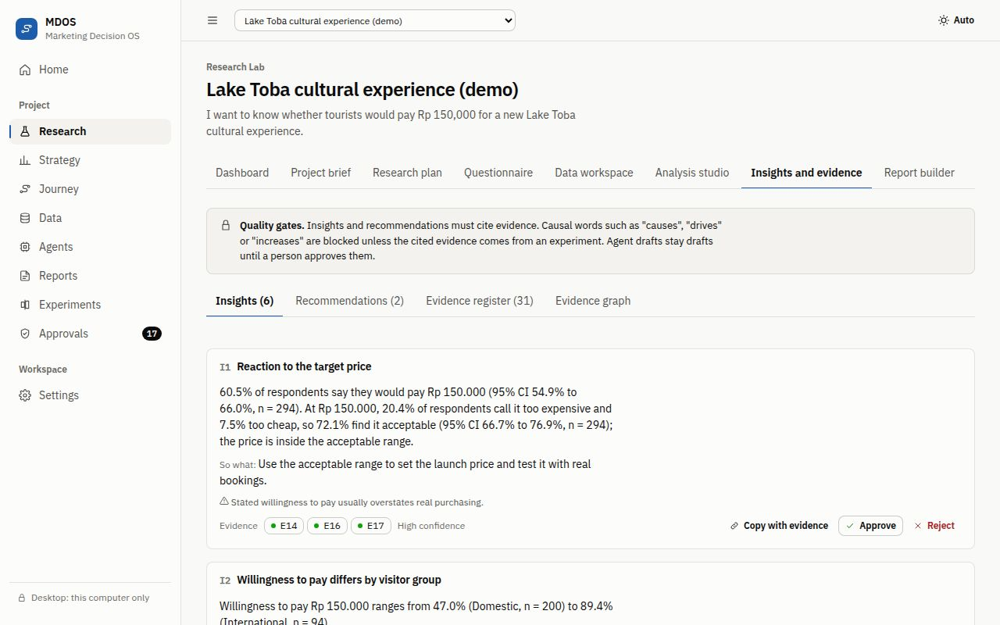 MDOS
Marketing Decision OS
Home
Project
Research
Strategy
Journey
Data
Agents
Reports
Experiments
Approvals
17
Workspace
Settings
Desktop: this computer only
Lake Toba cultural experience (demo)
Auto
Research Lab
Lake Toba cultural experience (demo)
I want to know whether tourists would pay Rp 150,000 for a new Lake Toba
cultural experience.
Dashboard
Project brief
Research plan
Questionnaire
Data workspace
Analysis studio
Insights and evidence
Report builder
Quality gates. Insights and recommendations must cite evidence. Causal words such as "causes", "drives"
or "increases" are blocked unless the cited evidence comes from an experiment. Agent drafts stay drafts
until a person approves them.
Insights (6)
Recommendations (2)
Evidence register (31)
Evidence graph
I1 Reaction to the target price
60.5% of respondents say they would pay Rp 150.000 (95% CI 54.9% to
66.0%, n = 294). At Rp 150.000, 20.4% of respondents call it too expensive and
7.5% too cheap, so 72.1% find it acceptable (95% CI 66.7% to 76.9%, n = 294);
the price is inside the acceptable range.
So what: Use the acceptable range to set the launch price and test it with real
bookings.
Stated willingness to pay usually overstates real purchasing.
Evidence
E14
E16
E17
High confidence
Copy with evidence
Approve
Reject
I2 Willingness to pay differs by visitor group
Willingness to pay Rp 150.000 ranges from 47.0% (Domestic, n = 200) to 89.4%
(International, n = 94).